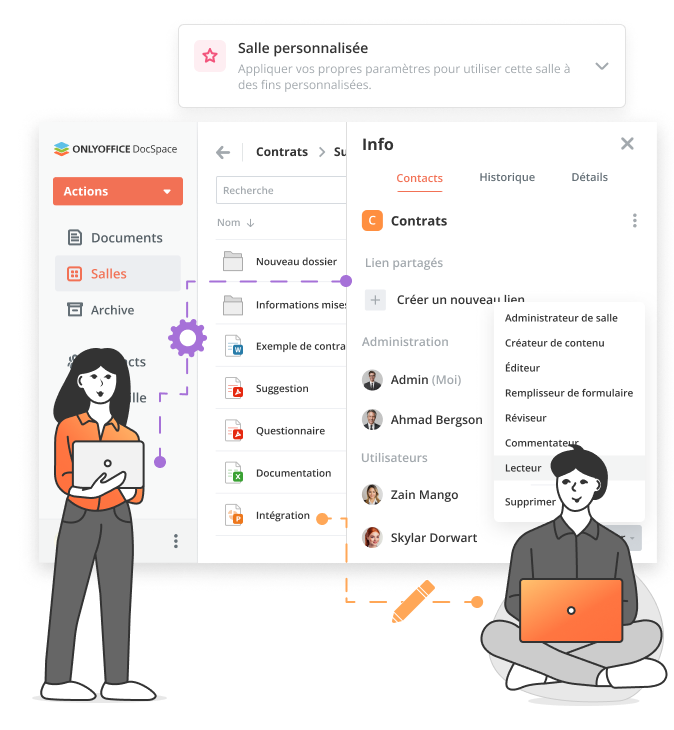 Salle personnalisée
Appliquer vos propres paramètres pour utiliser cette salle à
des fins personnalisées.
ONLYOFFICE DocSpace
Actions
Documents
Salles
Archive
Contrats > Su
Recherche
Nom
Nouveau dossier
Informations mises
Exemple de contra
Suggestion
Questionnaire
Documentation
Intégration
Info
Contacts Historique Détails
C Contrats
Lien partagés
Créer un nouveau lien
Administration
Admin (Moi)
Ahmad Bergson
Utilisateurs
Zain Mango
Skylar Dorwart
Administrateur de salle
Créateur de contenu
Éditeur
Remplisseur de formulaire
Réviseur
Commentateur
Lecteur
Supprimer